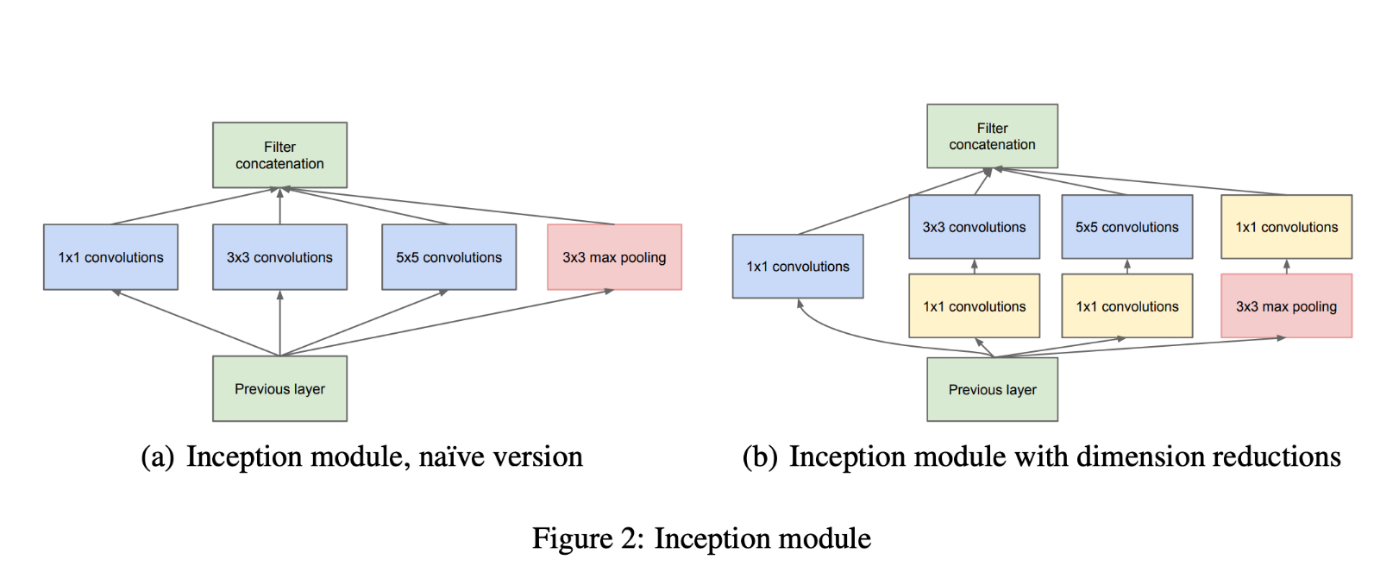 Filter
concatenation
1x1 convolutions
3x3 convolutions
5x5 convolutions
3x3 max pooling
Previous layer
(a) Inception module, naïve version
Filter
concatenation
1x1 convolutions
3x3 convolutions
5x5 convolutions
1x1 convolutions
1x1 convolutions
1x1 convolutions
3x3 max pooling
Previous layer
(b) Inception module with dimension reductions
Figure 2: Inception module